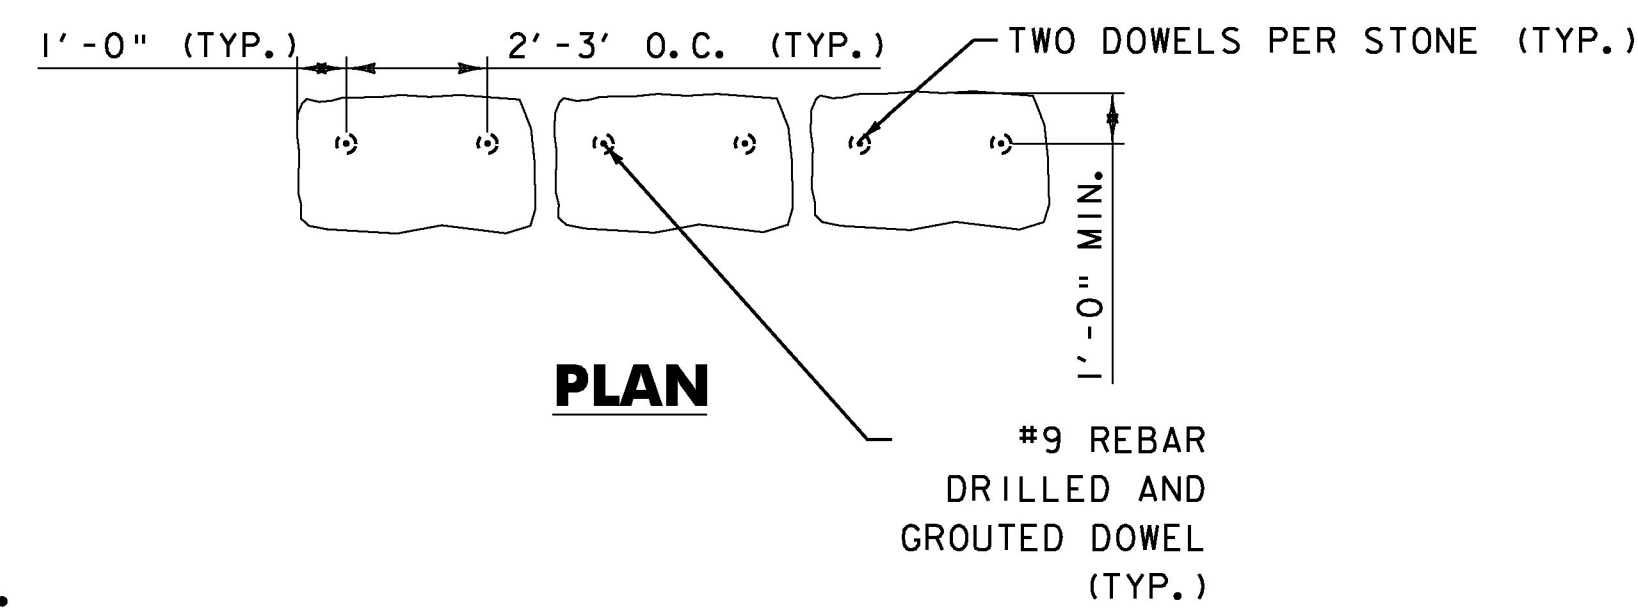 1'-0" (TYP.)
2'-3' O.C. (TYP.)
TWO DOWELS PER STONE (TYP.)
1'-0" MIN.
PLAN
#9 REBAR
DRILLED AND
GROUTED DOWEL
(TYP.)